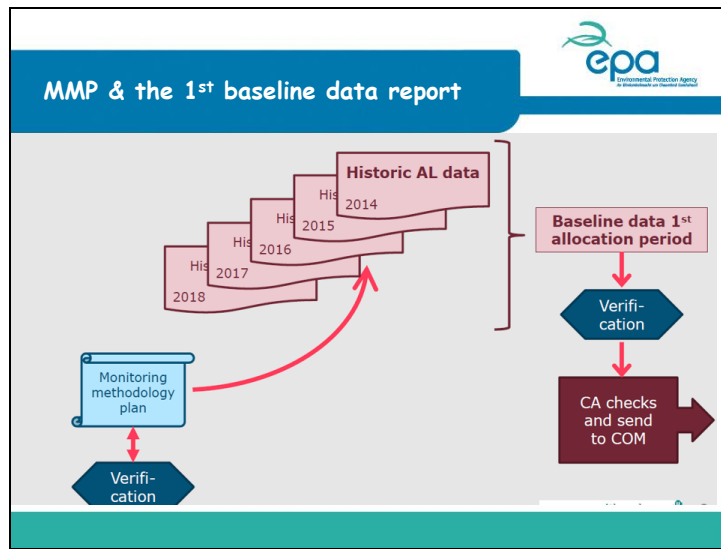 epa
Environmental Protection Agency
MMP & the 1st baseline data report
Historic AL data
2014
His
2015
His
2016
His
2017
His
2018
Baseline data 1st
allocation period
Verifi-
cation
CA checks
and send
to COM
Monitoring
methodology
plan
Verifi-
cation